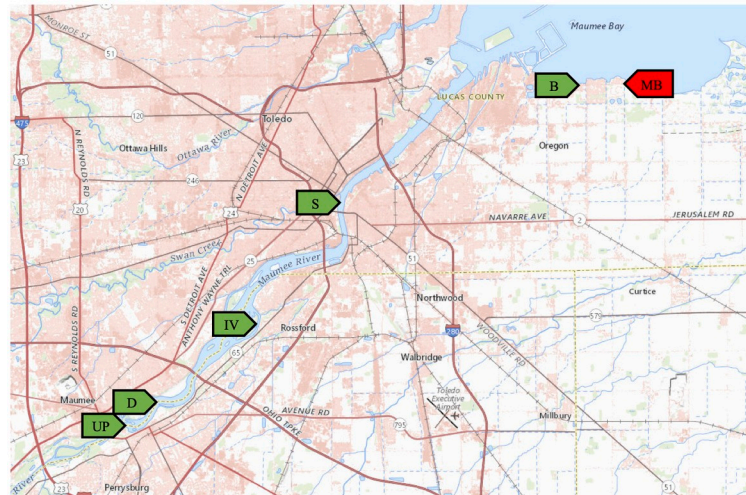 MONROE ST
51
Maumee Bay
B
MB
LUCAS COUNTY
475
120
Toledo
23
Ottawa Hills
Ottawa River
N DETROIT AVE
Oregon
N REYNOLDS RD
246
20
24
S
NAVARRE AVE
2
JERUSALEM RD
Swan Creek
25
Maumee River
51
S DETROIT AVE
ANTHONY WAYNE TRL
Northwood
Curtice
IV
Rossford
579
280
WOODVILLE RD
S REYNOLDS RD
65
Walbridge
Maumee
D
Toledo
Executive
Airport
UP
AVENUE RD
OHIO TPKE
795
Millbury
River
Perrysburg
23
51